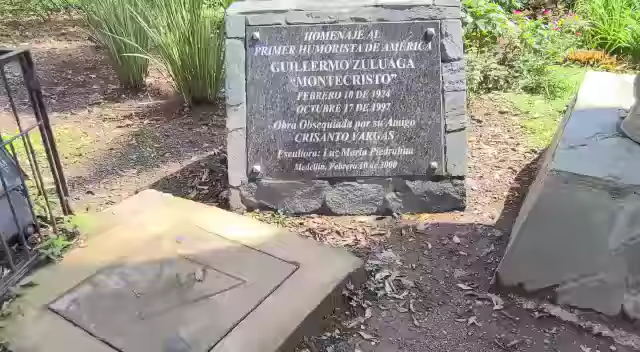 HOMENAJE AL
PRIMER HUMORISTA DE AMÉRICA
GUILLERMO ZULUAGA
"MONTECRISTO"
FEBRERO 10 DE 1924
OCTUBRE 17 DE 1997
Obra Obsequiada por su Amigo
CRISANTO VARGAS
Escultora: Luz María Piedrahita
Medellín, Febrero 10 de 2000